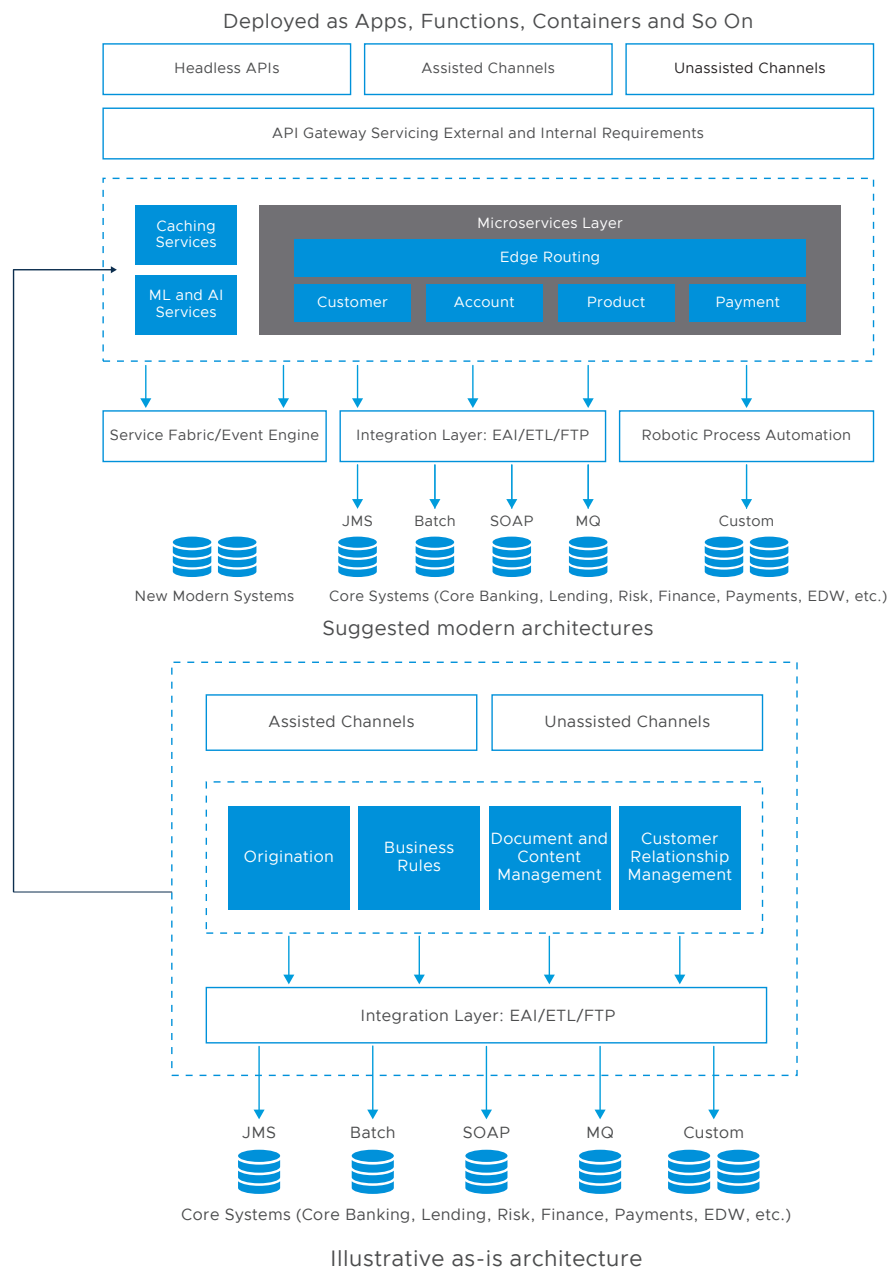 Deployed as Apps, Functions, Containers and So On
Headless APIs
Assisted Channels
Unassisted Channels
API Gateway Servicing External and Internal Requirements
Caching
Services
ML and AI
Services
Microservices Layer
Edge Routing
Customer
Account
Product
Payment
Service Fabric/Event Engine
Integration Layer: EAI/ETL/FTP
Robotic Process Automation
JMS
Batch
SOAP
MQ
Custom
New Modern Systems
Core Systems (Core Banking, Lending, Risk, Finance, Payments, EDW, etc.)
Suggested modern architectures
Assisted Channels
Unassisted Channels
Origination
Business
Rules
Document and
Content
Management
Customer
Relationship
Management
Integration Layer: EAI/ETL/FTP
JMS
Batch
SOAP
MQ
Custom
Core Systems (Core Banking, Lending, Risk, Finance, Payments, EDW, etc.)
Illustrative as-is architecture